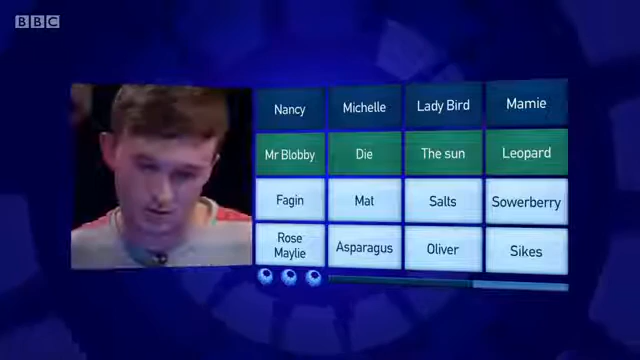 BBC
Nancy
Michelle
Lady Bird
Mamie
Mr Blobby
Die
The sun
Leopard
Fagin
Mat
Salts
Sowerberry
Rose
Maylie
Asparagus
Oliver
Sikes